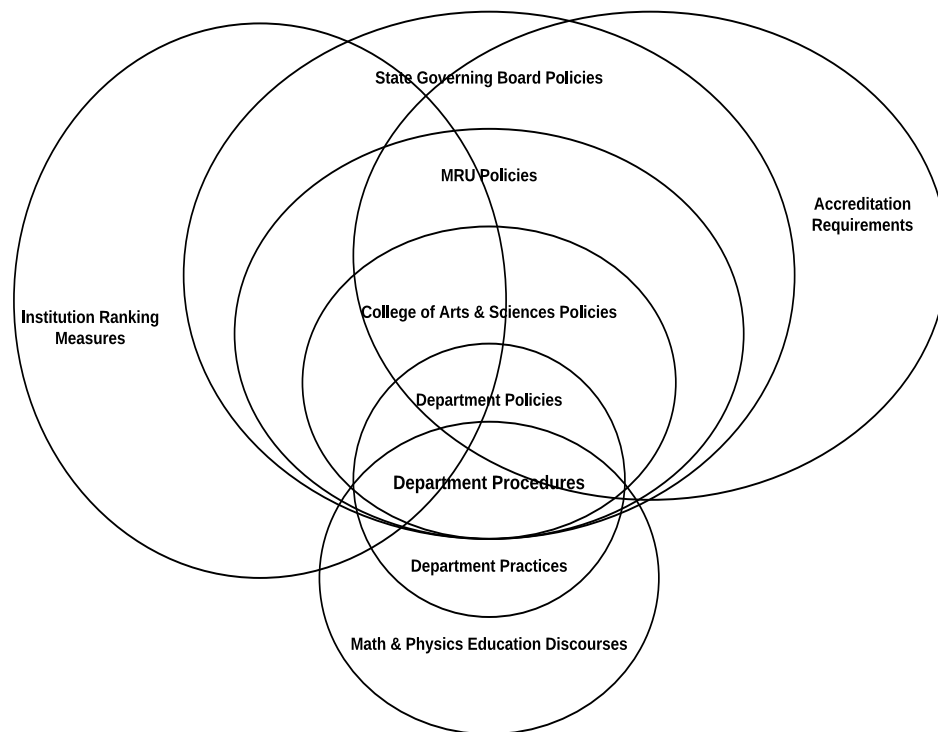 State Governing Board Policies
MRU Policies
Accreditation
Requirements
Institution Ranking
Measures
College of Arts & Sciences Policies
Department Policies
Department Procedures
Department Practices
Math & Physics Education Discourses